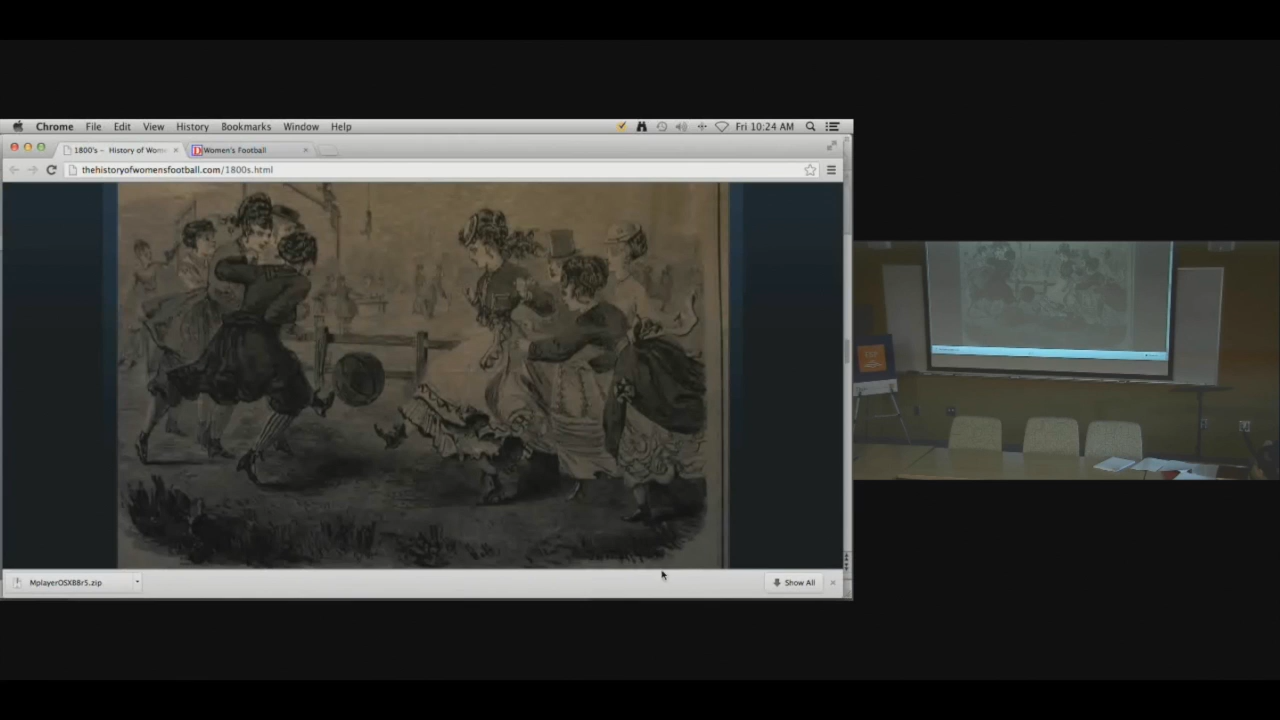 Chrome File Edit View History Bookmarks Window Help Fri 10:24 AM
1800's – History of Wom Women's Football
thehistoryofwomensfootball.com/1800s.html
MplayerOSXB8r5.zip Show All